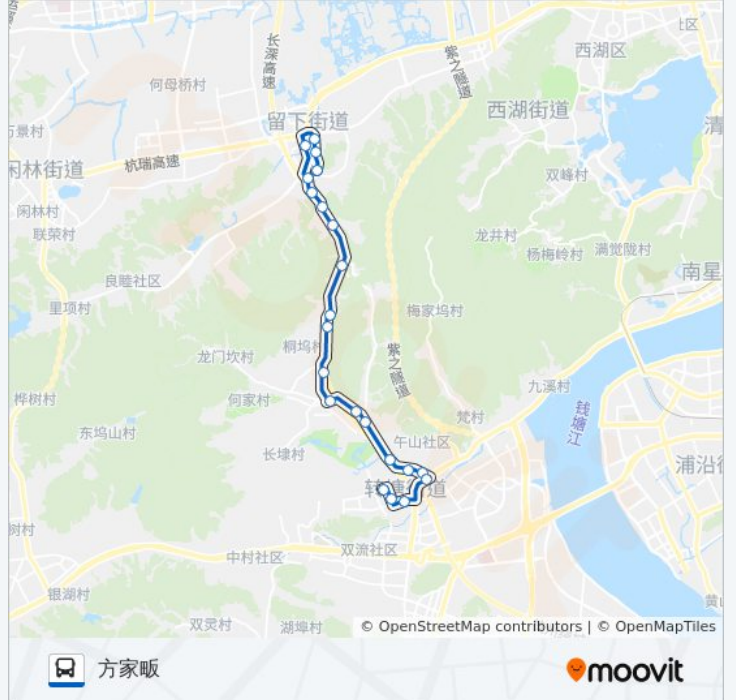 长深高速
紫之隧道
西湖区
何母桥村
西湖街道
留下街道
清
杭瑞高速
闲林街道
双峰村
闲林村
联荣村
龙井村
杨梅岭村
满觉陇村
南星
良睦社区
里项村
梅家坞村
桐坞村
龙门坎村
紫之隧道
九溪村
桦树村
何家村
梵村
钱塘江
东坞山村
午山社区
长埭村
浦沿街
转塘街道
树村
双流社区
中村社区
银湖村
黄山
双灵村
湖埠村
© OpenStreetMap contributors | © OpenMapTiles
方家畈
moovit